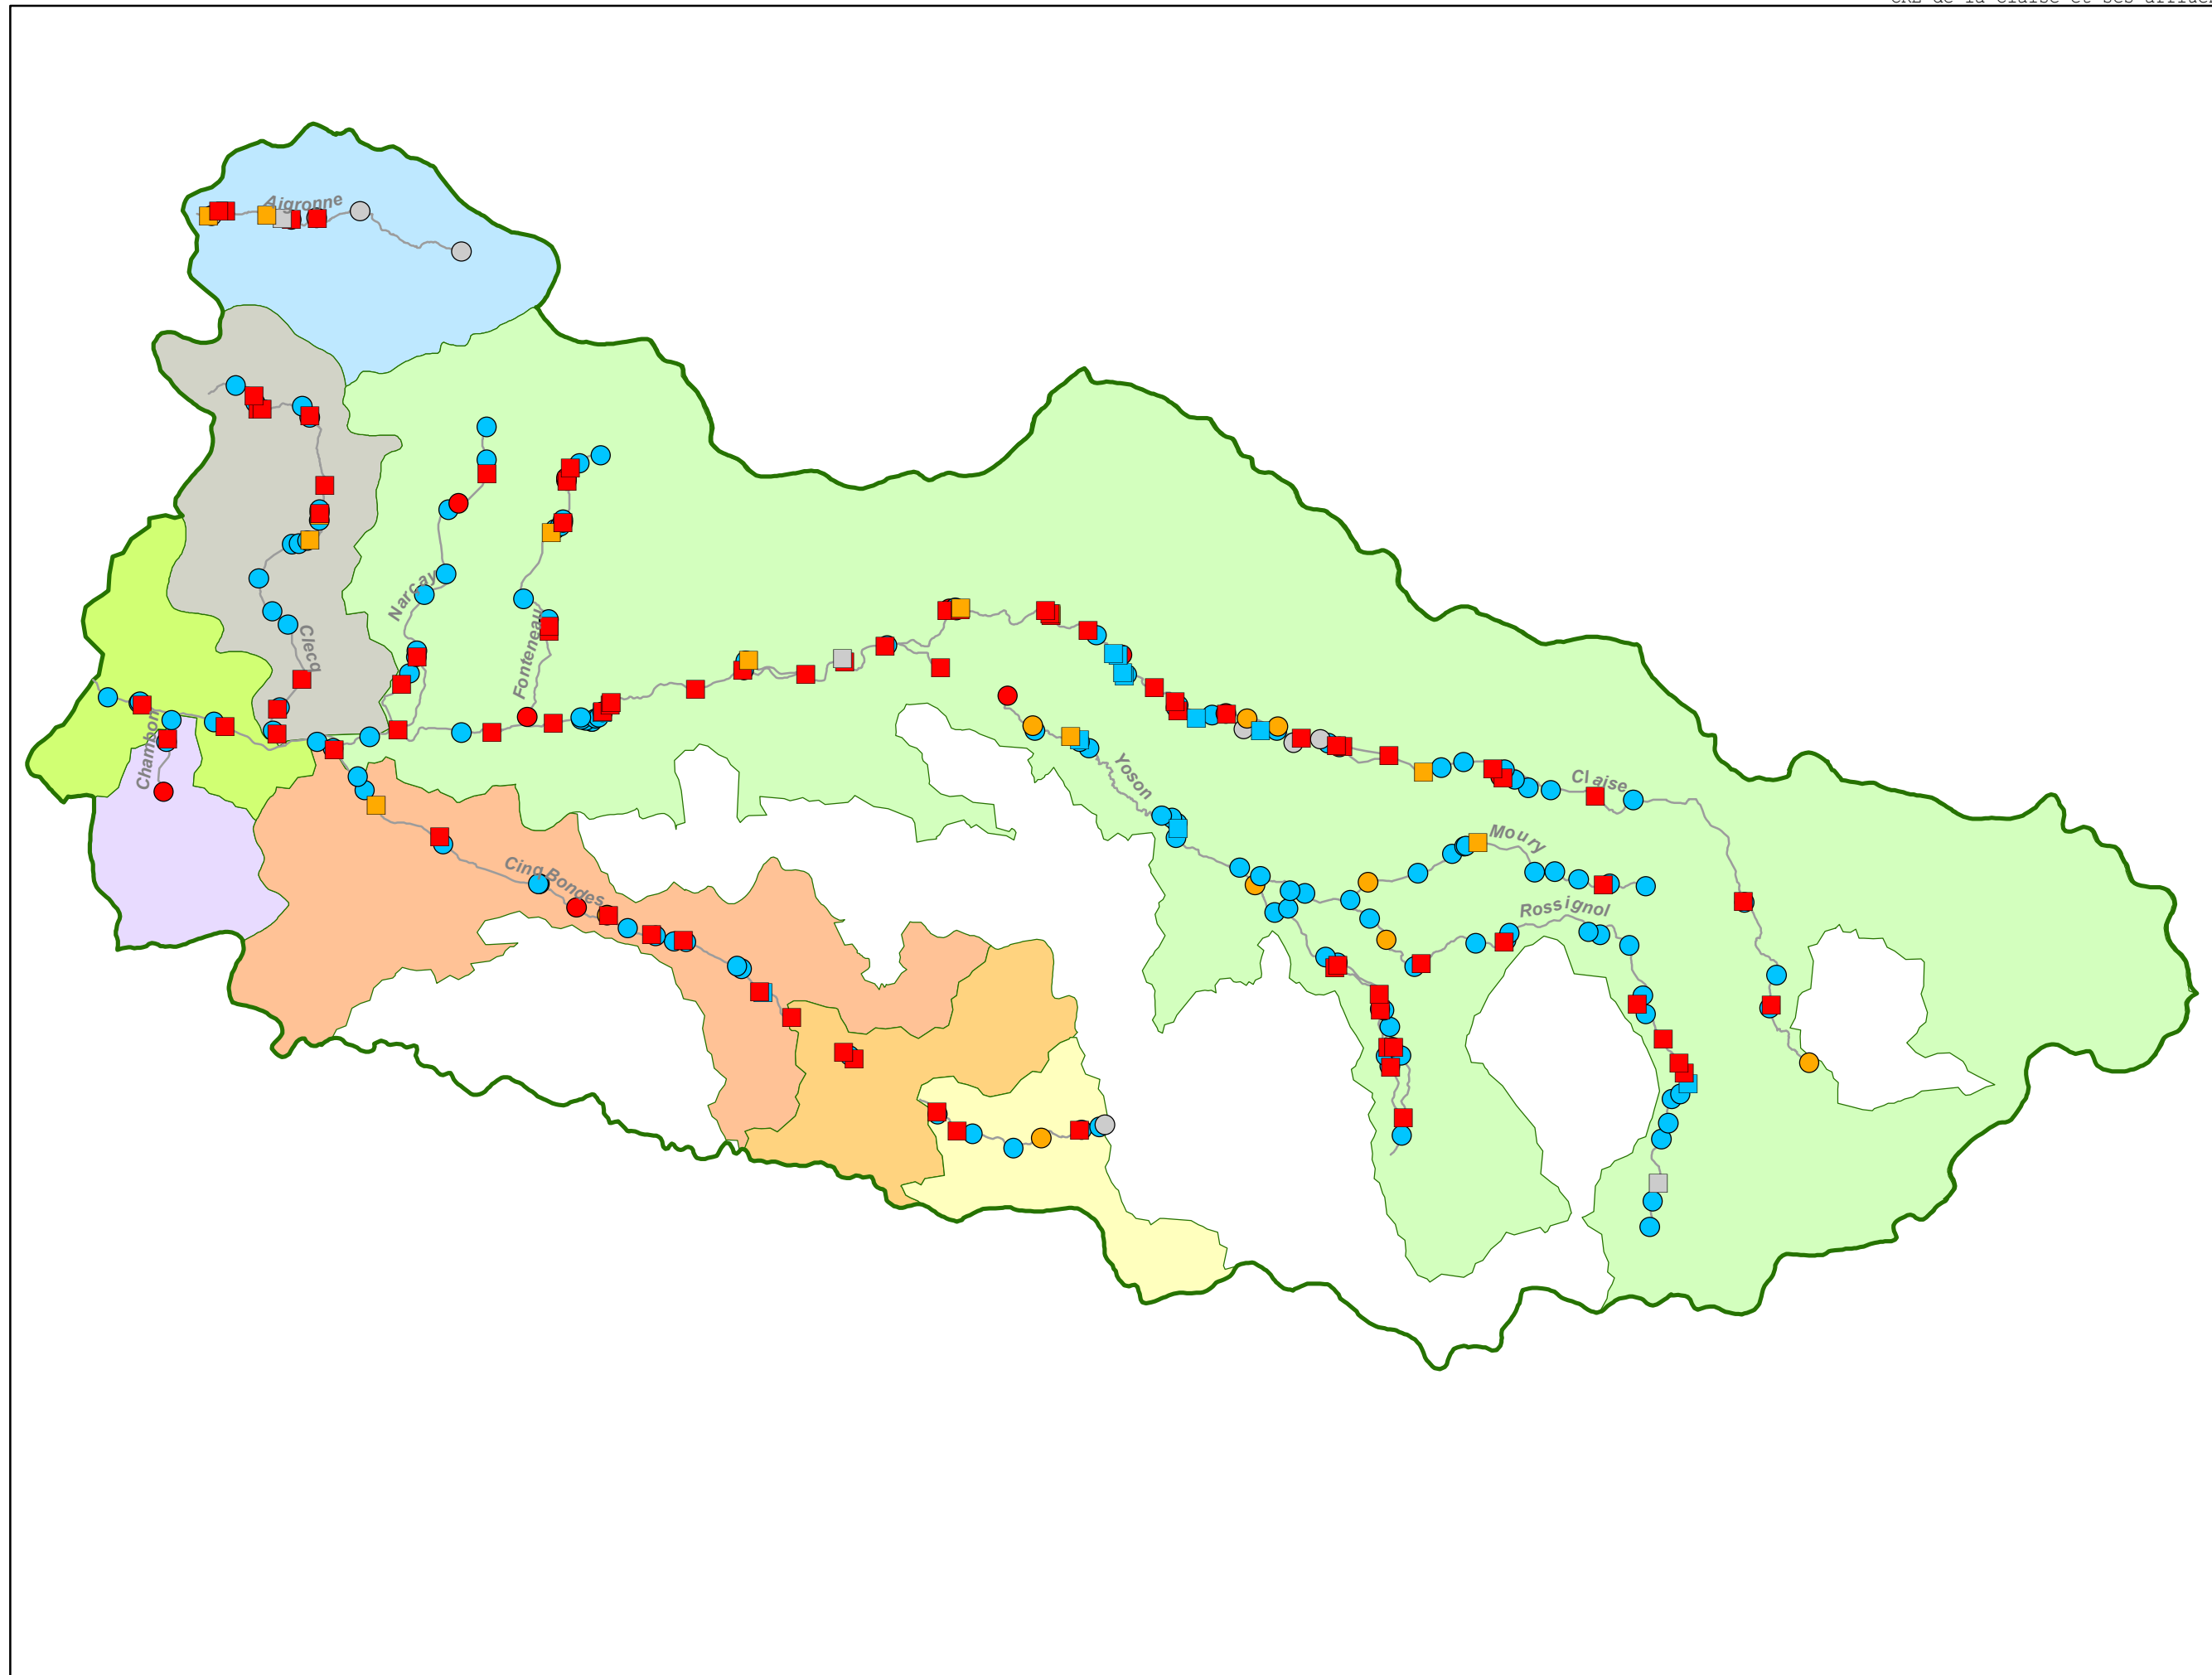 Aigronne
Narçay
Clecq
Fonteneau
Chambon
Yoson
Claise
Moury
Cinq Bondes
Rossignol